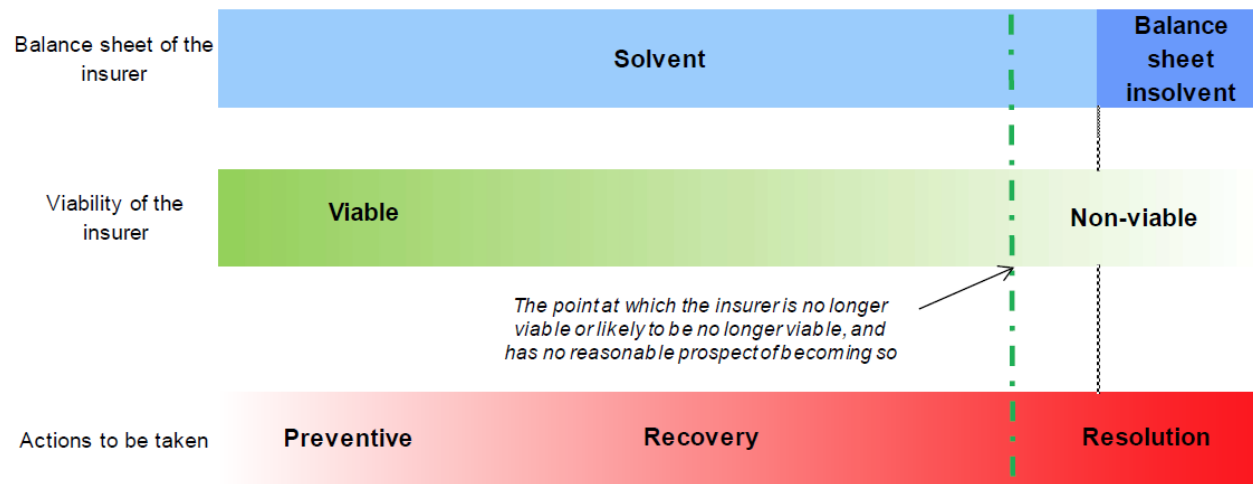 Balance sheet of the
insurer
Solvent
Balance
sheet
insolvent
Viability of the
insurer
Viable
Non-viable
The point at which the insurer is no longer
viable or likely to be no longer viable, and
has no reasonable prospect of becoming so
Actions to be taken
Preventive
Recovery
Resolution